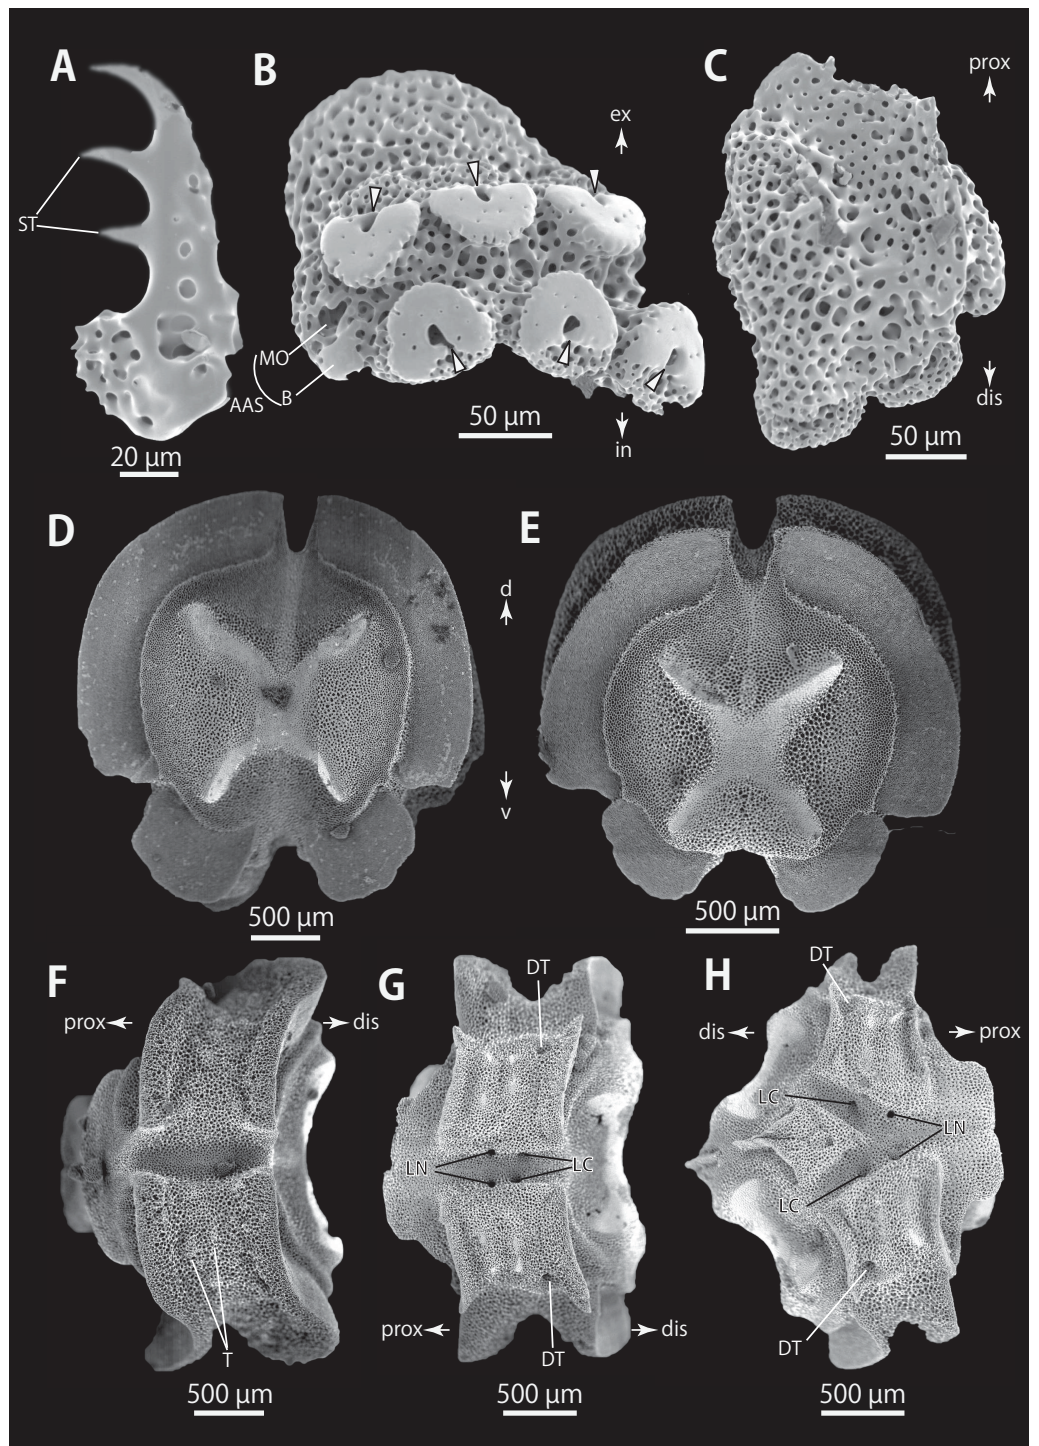 A
B
C
prox
ex
ST
MO
AAS
B
dis
50 µm
in
50 µm
20 µm
D
E
d
v
500 µm
500 µm
F
G
DT
H
DT
prox
dis
dis
prox
LC
LN
LC
LN
LC
prox
dis
T
DT
DT
500 µm
500 µm
500 µm